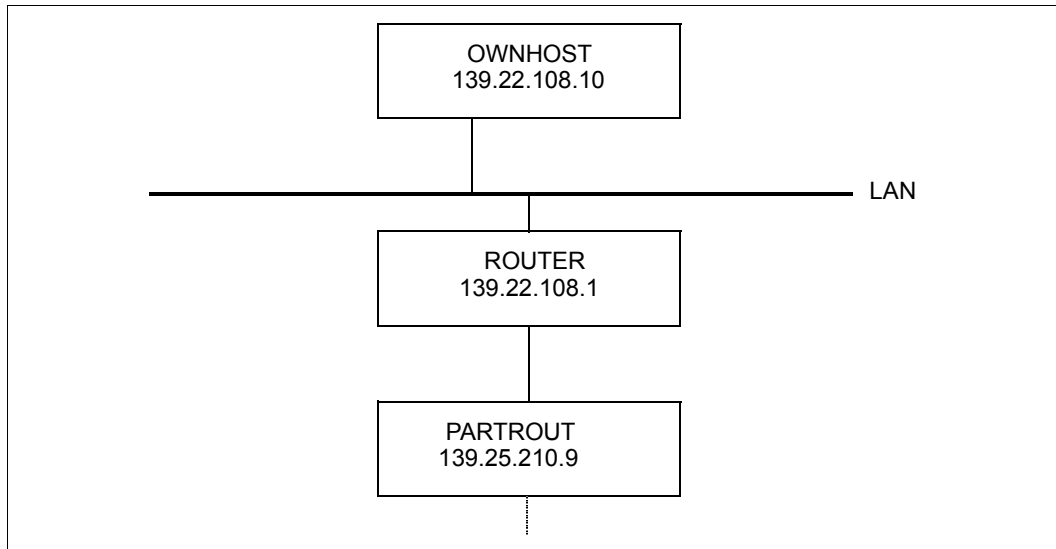 OWNHOST
139.22.108.10
LAN
ROUTER
139.22.108.1
PARTROUT
139.25.210.9